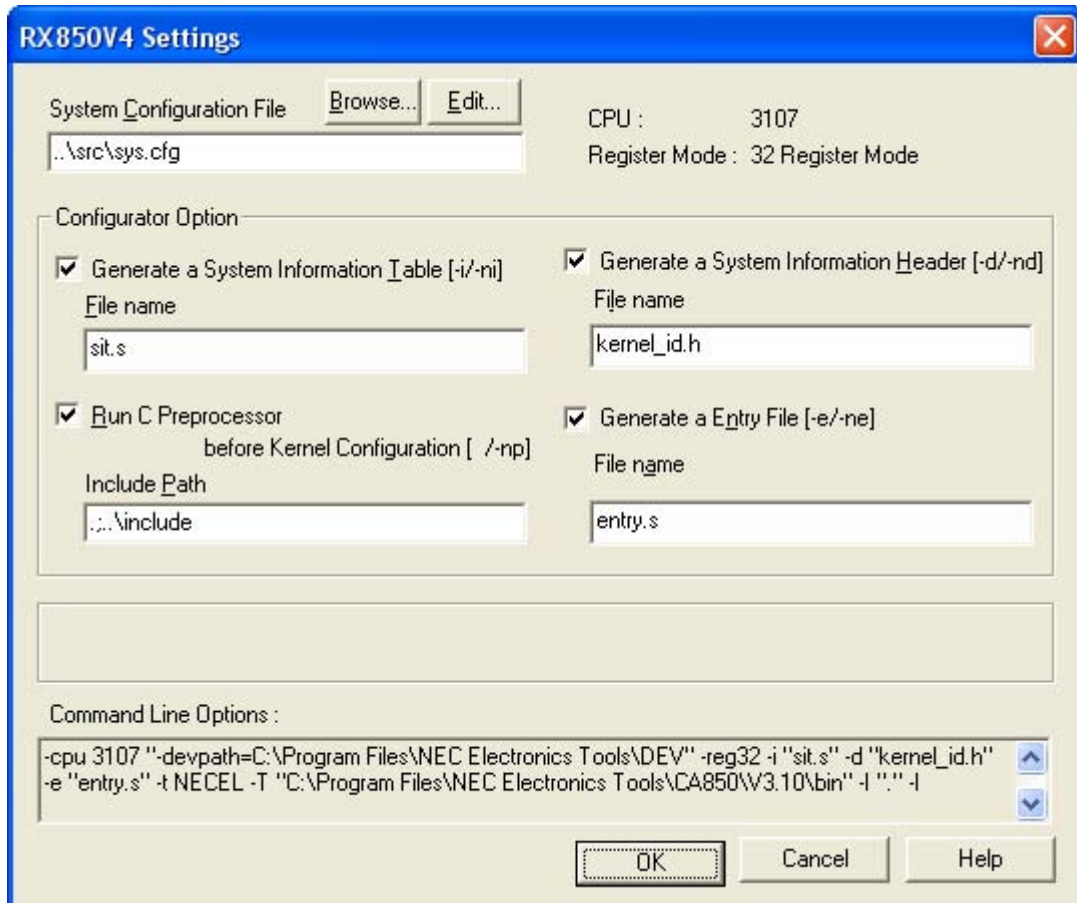 RX850V4 Settings
System Configuration File
Browse...
Edit...
..\src\sys.cfg
CPU : 3107
Register Mode : 32 Register Mode
Configurator Option
Generate a System Information Table [-i/-ni]
File name
sit.s
Generate a System Information Header [-d/-nd]
File name
kernel_id.h
Run C Preprocessor
before Kernel Configuration [ /-np]
Include Path
.;..\include
Generate a Entry File [-e/-ne]
File name
entry.s
Command Line Options :
-cpu 3107 "-devpath=C:\Program Files\NEC Electronics Tools\DEV" -reg32 -i "sit.s" -d "kernel_id.h"
-e "entry.s" -t NECEL -T "C:\Program Files\NEC Electronics Tools\CA850\V3.10\bin" -I "." -I
OK
Cancel
Help